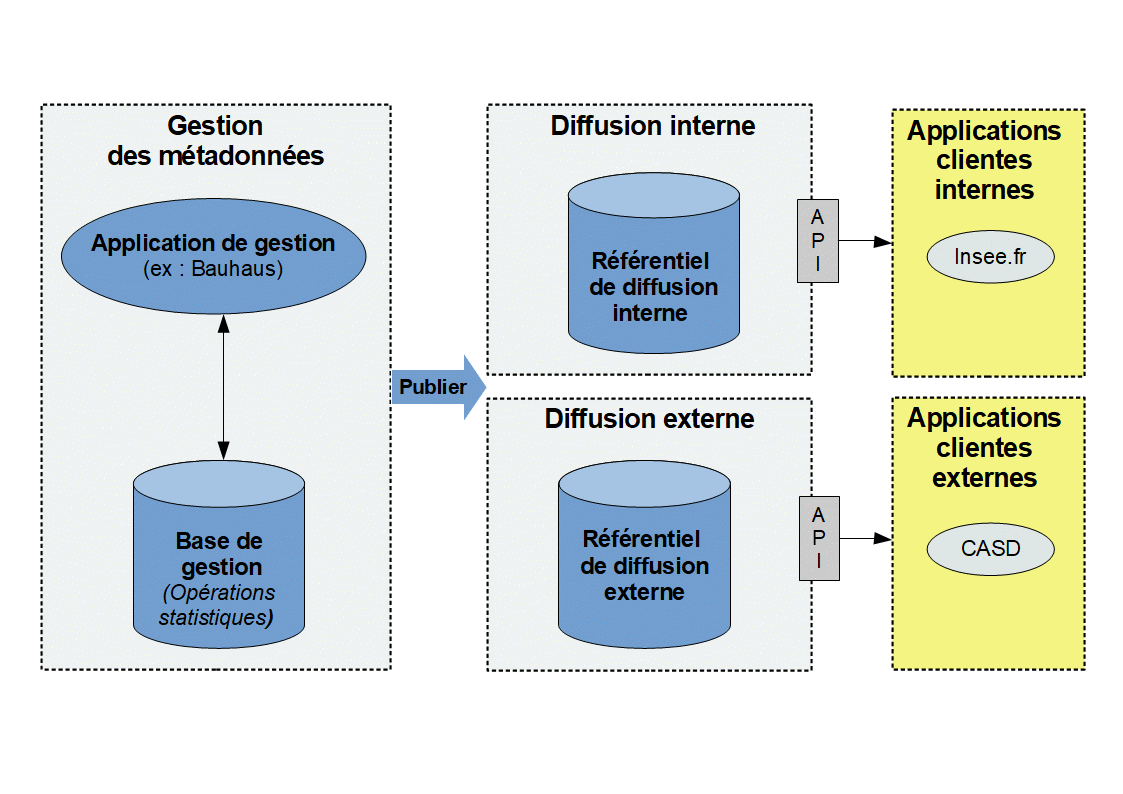 Gestion
des métadonnées
Application de gestion
(ex : Bauhaus)
Base de
gestion
(Opérations
statistiques)
Publier
Diffusion interne
Référentiel
de diffusion
interne
A
P
I
Applications
clientes
internes
Insee.fr
Diffusion externe
Référentiel
de diffusion
externe
A
P
I
Applications
clientes
externes
CASD